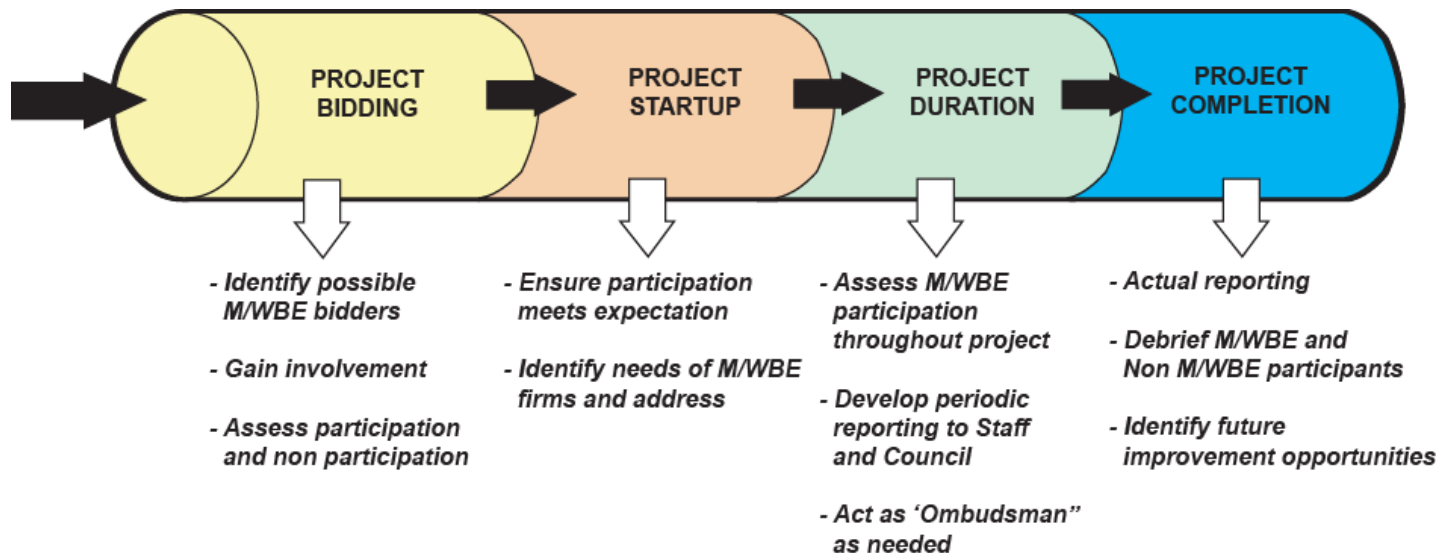 PROJECT
BIDDING
PROJECT
STARTUP
PROJECT
DURATION
PROJECT
COMPLETION
- Identify possible
M/WBE bidders
- Gain involvement
- Assess participation
and non participation
- Ensure participation
meets expectation
- Identify needs of M/WBE
firms and address
- Assess M/WBE
participation
throughout project
- Develop periodic
reporting to Staff
and Council
- Act as ‘Ombudsman”
as needed
- Actual reporting
- Debrief M/WBE and
Non M/WBE participants
- Identify future
improvement opportunities